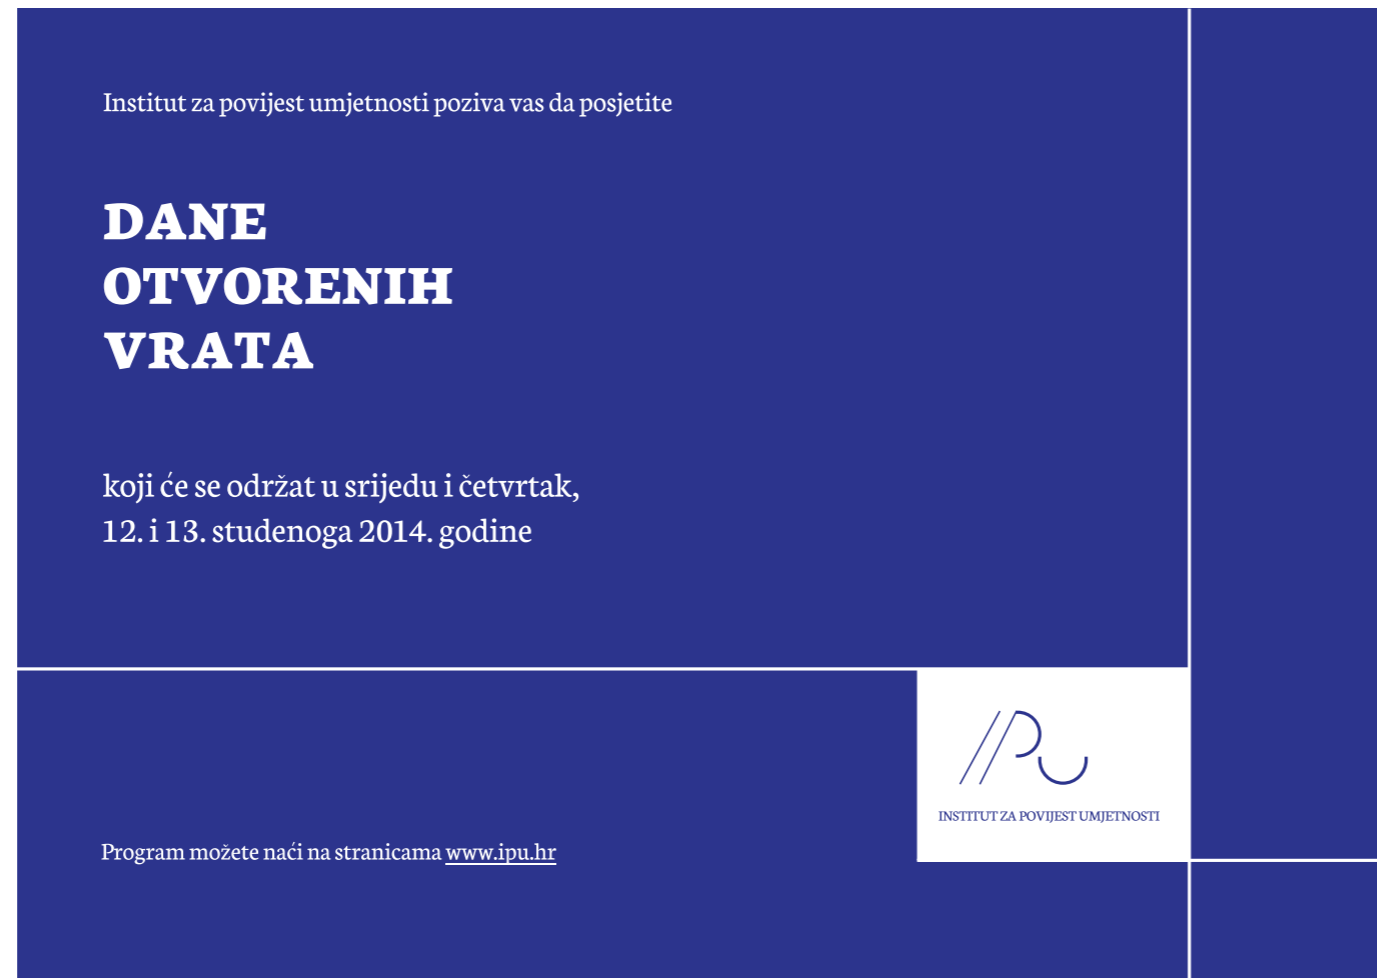 Institut za povijest umjetnosti poziva vas da posjetite
DANE
OTVORENIH
VRATA
koji će se održat u srijedu i četvrtak,
12. i 13. studenoga 2014. godine
IPU
INSTITUT ZA POVIJEST UMJETNOSTI
Program možete naći na stranicama www.ipu.hr